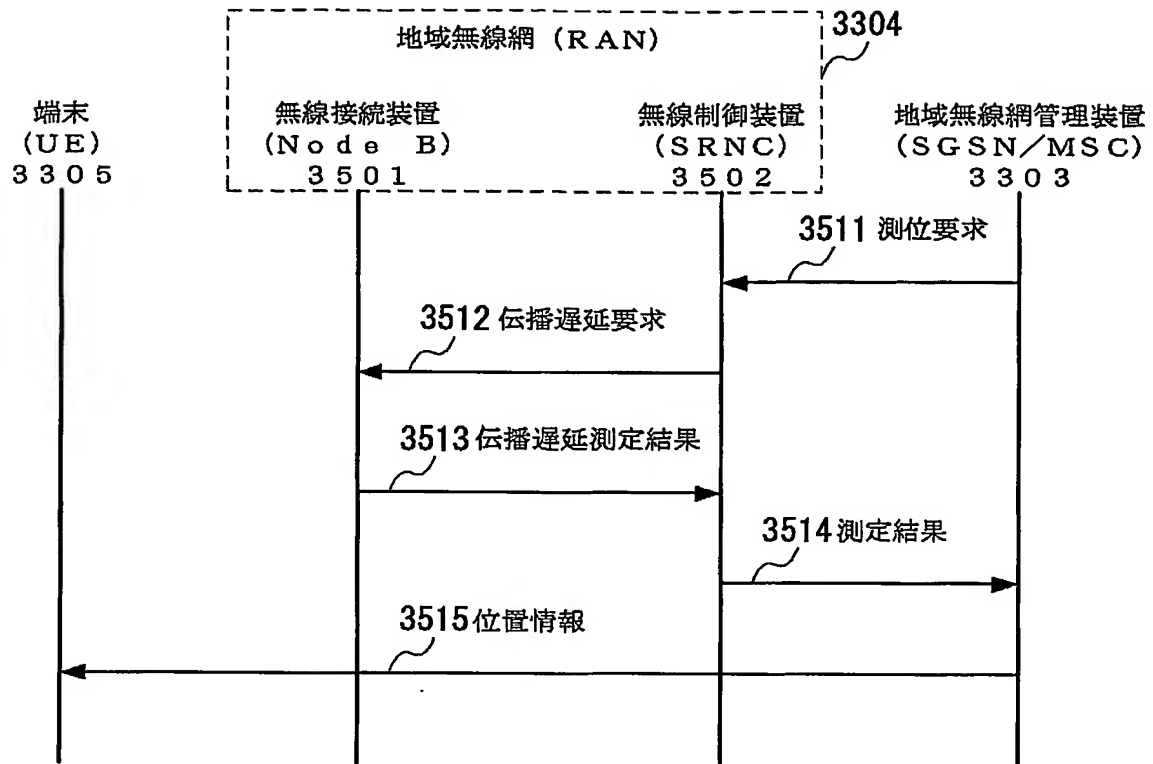 3304
地域無線網（RAN）
端末
(UE)
3305
無線接続装置
(Node B)
3501
無線制御装置
(SRNC)
3502
地域無線網管理装置
(SGSN／MSC)
3303
3511 測位要求
3512 伝播遅延要求
3513 伝播遅延測定結果
3514 測定結果
3515 位置情報